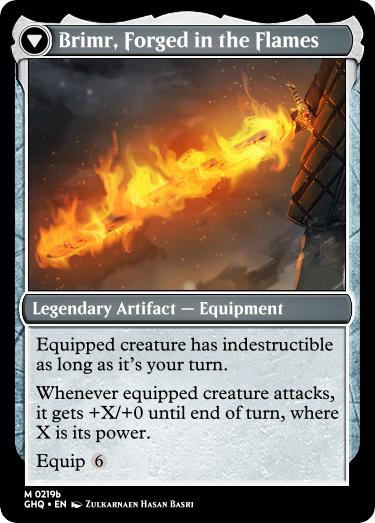 Brimr, Forged in the Flames
Legendary Artifact — Equipment
Equipped creature has indestructible
as long as it's your turn.
Whenever equipped creature attacks,
it gets +X/+0 until end of turn, where
X is its power.
Equip 6
M 0219b
GHQ • EN Zulkarnaen Hasan Basri